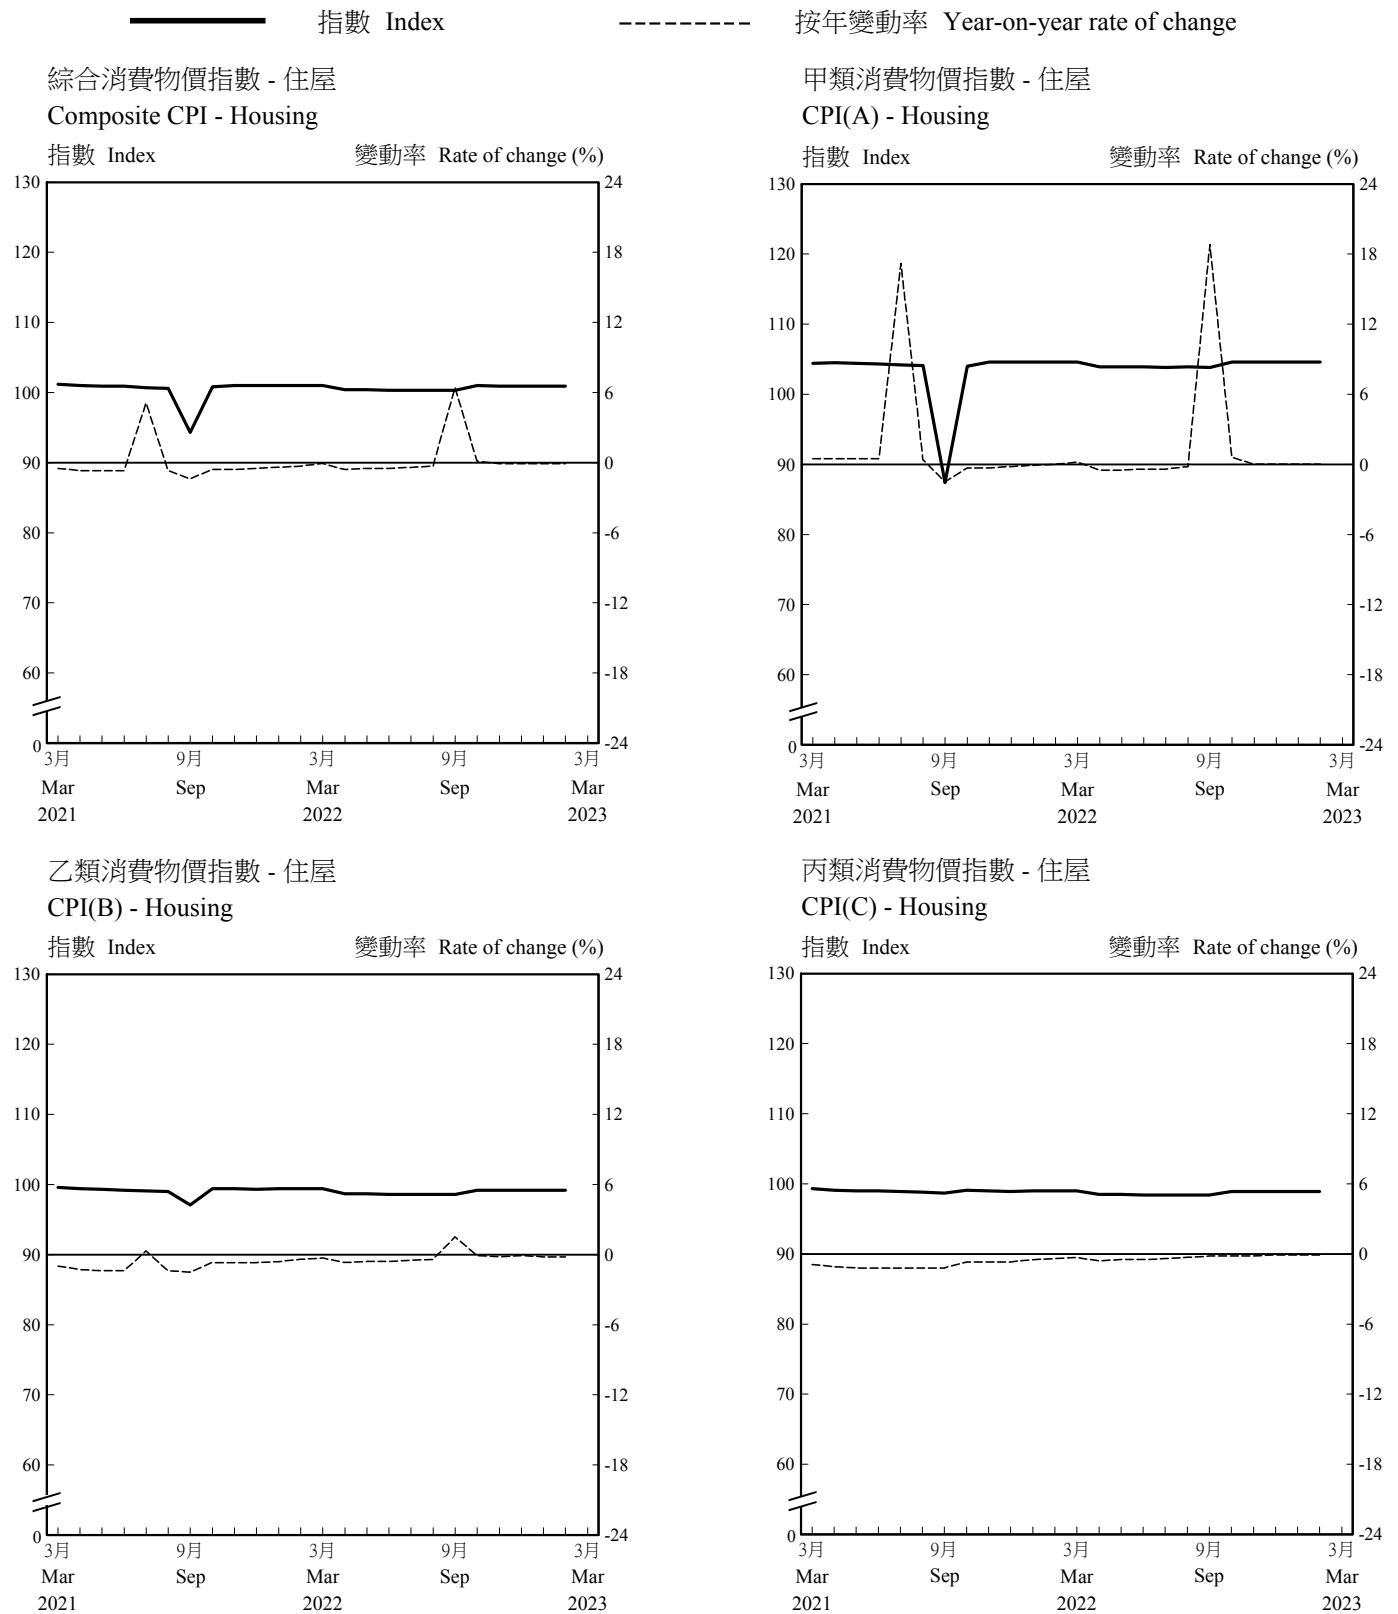 指數 Index
按年變動率 Year-on-year rate of change
綜合消費物價指數 - 住屋
Composite CPI - Housing
指數 Index 變動率 Rate of change (%)
130 24
120 18
110 12
100 6
90 0
80 -6
70 -12
60 -18
0 -24
3月 9月 3月 9月 3月
Mar Sep Mar Sep Mar
2021 2022 2023
甲類消費物價指數 - 住屋
CPI(A) - Housing
指數 Index 變動率 Rate of change (%)
130 24
120 18
110 12
100 6
90 0
80 -6
70 -12
60 -18
0 -24
3月 9月 3月 9月 3月
Mar Sep Mar Sep Mar
2021 2022 2023
乙類消費物價指數 - 住屋
CPI(B) - Housing
指數 Index 變動率 Rate of change (%)
130 24
120 18
110 12
100 6
90 0
80 -6
70 -12
60 -18
0 -24
3月 9月 3月 9月 3月
Mar Sep Mar Sep Mar
2021 2022 2023
丙類消費物價指數 - 住屋
CPI(C) - Housing
指數 Index 變動率 Rate of change (%)
130 24
120 18
110 12
100 6
90 0
80 -6
70 -12
60 -18
0 -24
3月 9月 3月 9月 3月
Mar Sep Mar Sep Mar
2021 2022 2023